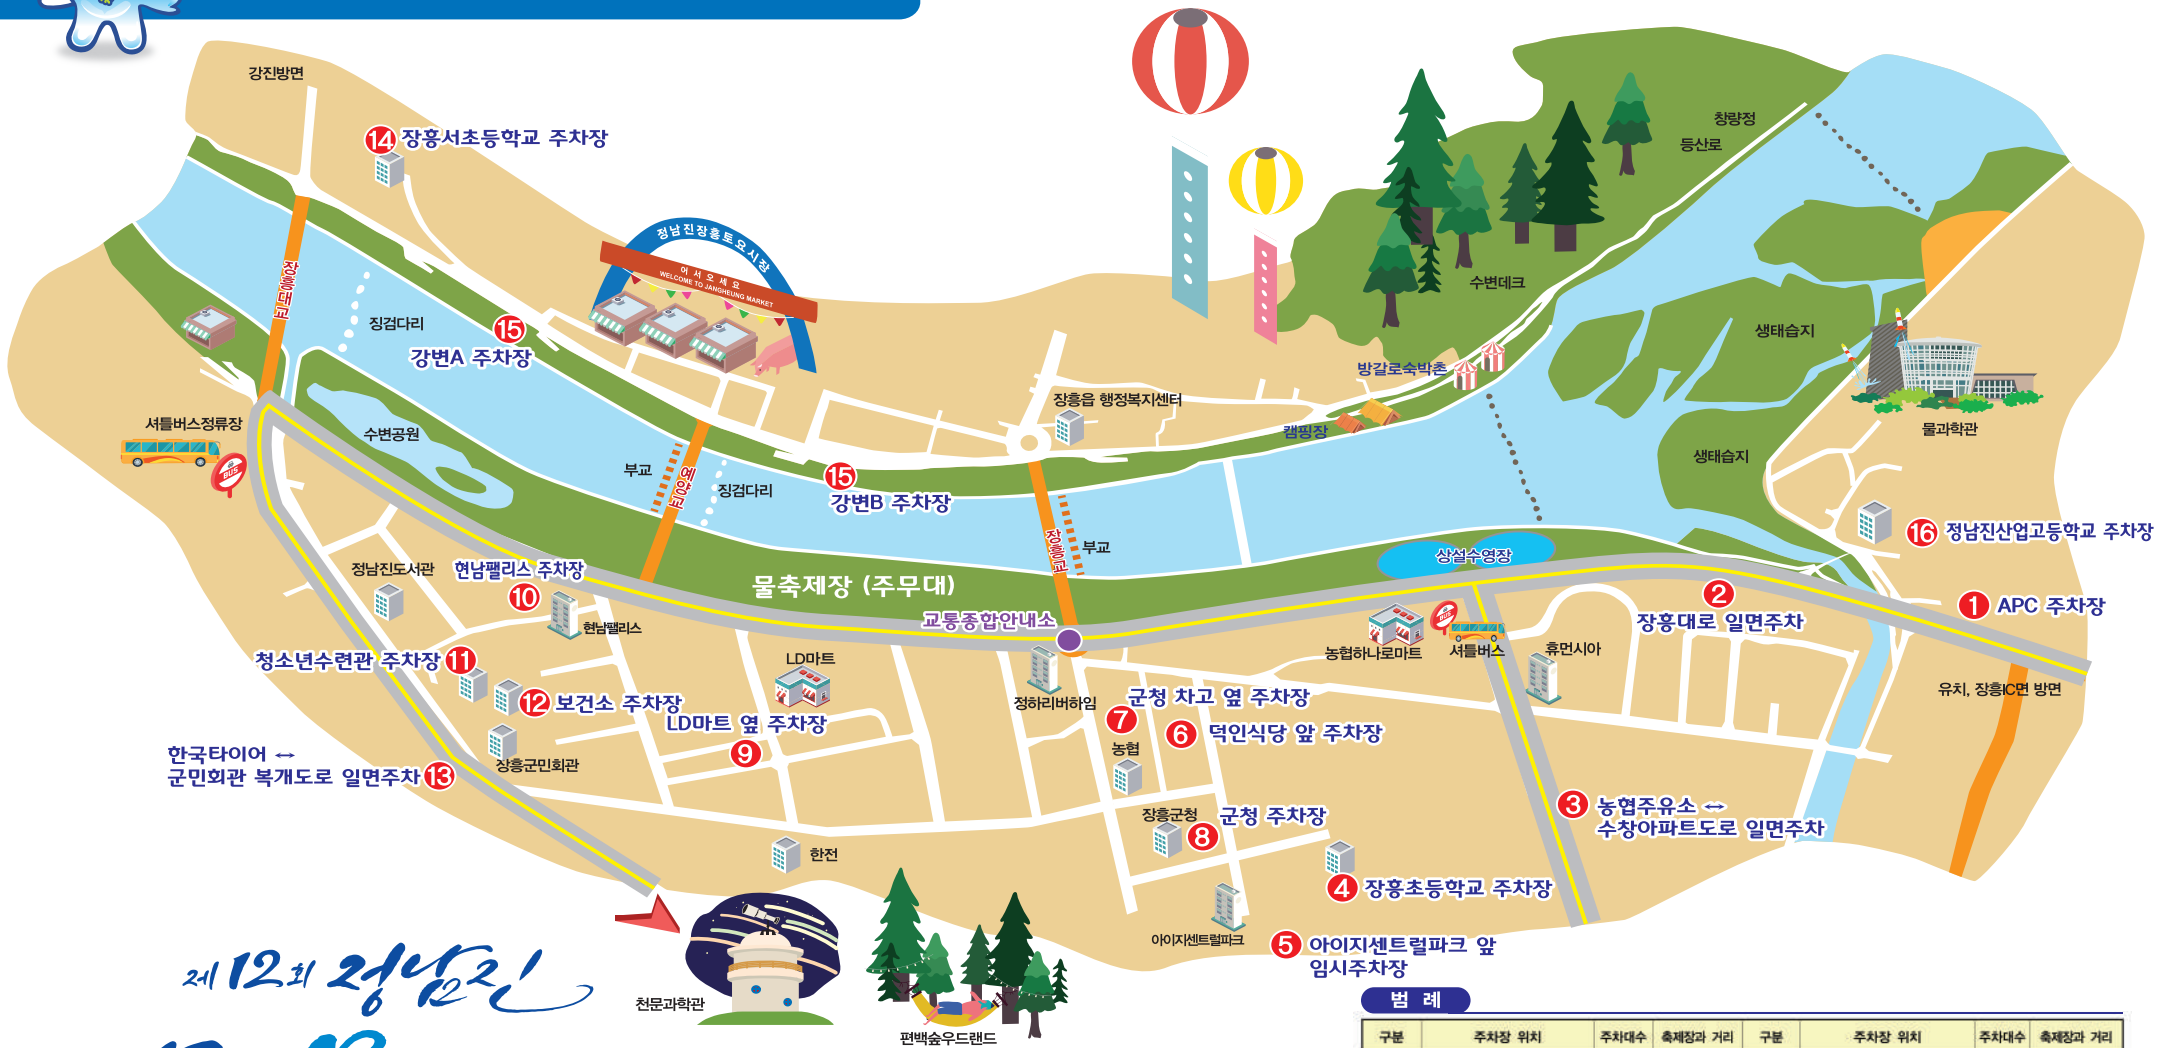 강진방면
14 장흥서초등학교 주차장
정남진장흥토요시장
어서오세요
WELCOME TO JANGHEUNG MARKET
창량정
등산로
수변데크
장흥대교
징검다리
15
강변A 주차장
생태습지
방갈로숙박촌
장흥읍 행정복지센터
캠핑장
물과학관
셔틀버스정류장
BUS
수변공원
부교
예양교
징검다리
15
강변B 주차장
생태습지
16 정남진산업고등학교 주차장
장흥교
부교
상설수영장
정남진도서관
현남팰리스 주차장
10
현남팰리스
물축제장 (주무대)
교통종합안내소
2
장흥대로 일면주차
1 APC 주차장
청소년수련관 주차장 11
12 보건소 주차장
LD마트
LD마트 옆 주차장
9
정하리버하임
농협하나로마트
BUS
셔틀버스
휴먼시아
유치, 장흥IC면 방면
군청 차고 옆 주차장
7
6 덕인식당 앞 주차장
농협
장흥군민회관
한국타이어 ↔
군민회관 복개도로 일면주차 13
3 농협주유소 ↔
수창아파트도로 일면주차
장흥군청
군청 주차장
8
한전
4 장흥초등학교 주차장
아이지센트럴파크
5 아이지센트럴파크 앞
임시주차장
천문과학관
편백숲우드랜드
제12회 정남진
범 례
구분 주차장 위치 주차대수 축제장과 거리 구분 주차장 위치 주차대수 축제장과 거리